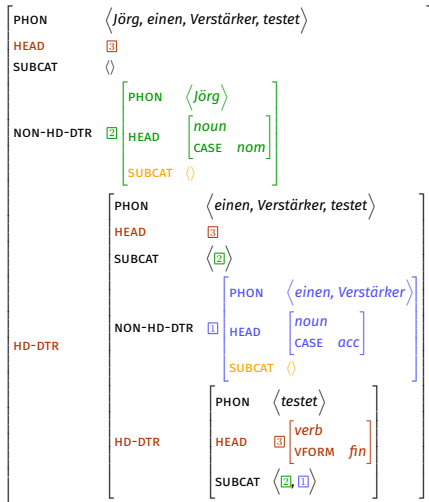 PHON ⟨Jörg, einen, Verstärker, testet⟩
HEAD 3
SUBCAT ⟨⟩
PHON ⟨Jörg⟩
noun
NON-HD-DTR 2 HEAD
CASE nom
SUBCAT ⟨⟩
PHON ⟨einen, Verstärker, testet⟩
HEAD 3
SUBCAT ⟨2⟩
PHON ⟨einen, Verstärker⟩
noun
NON-HD-DTR 1 HEAD
CASE acc
HD-DTR
SUBCAT ⟨⟩
PHON ⟨testet⟩
verb
HD-DTR HEAD 3
VFORM fin
SUBCAT ⟨2, 1⟩